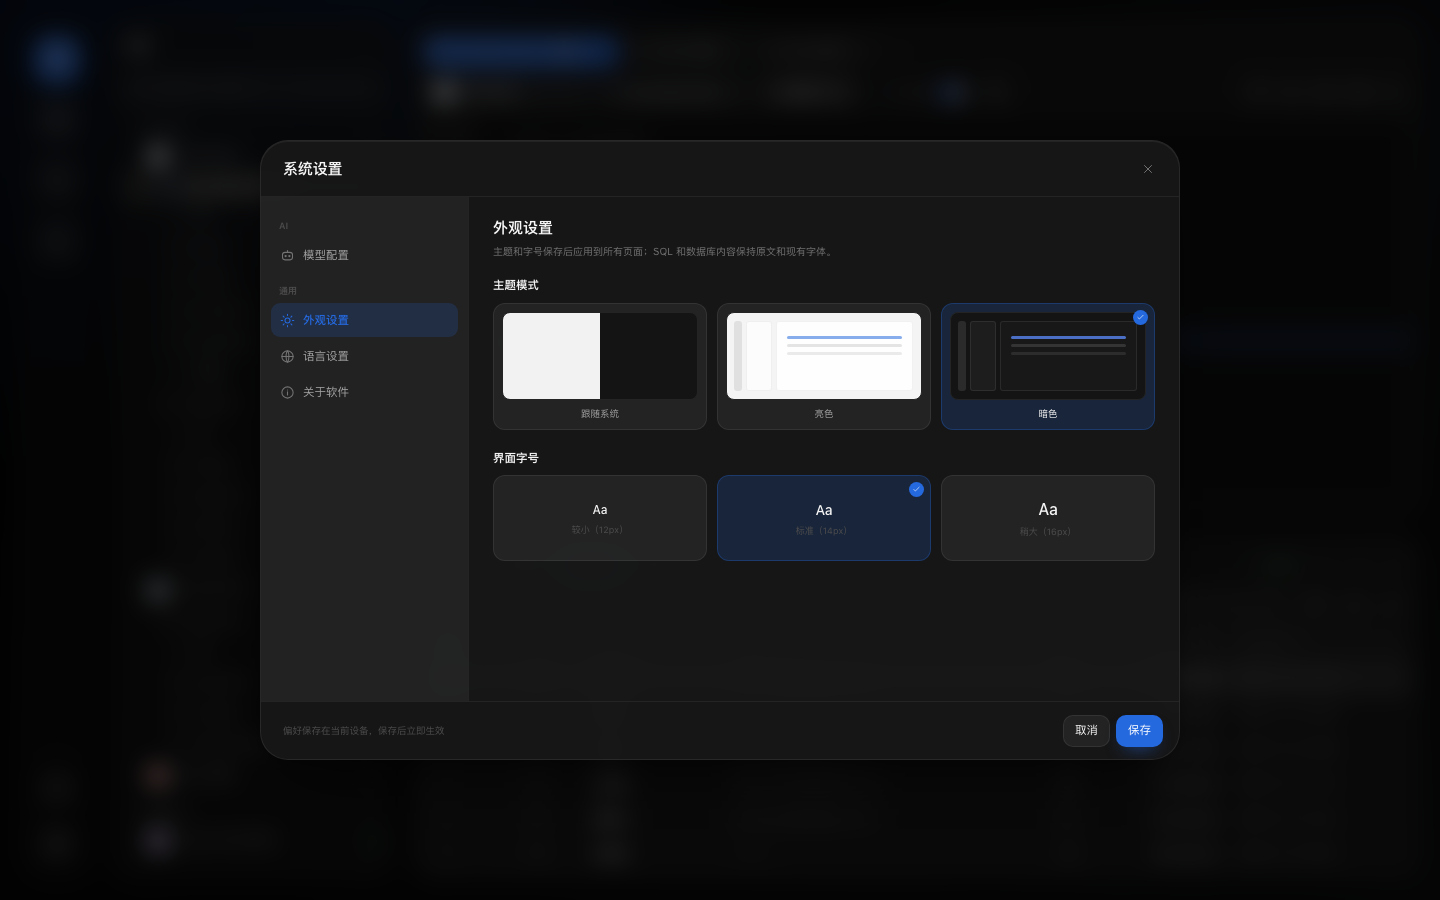 系统设置
AI
模型配置
通用
外观设置
语言设置
关于软件
外观设置
主题和字号保存后应用到所有页面；SQL 和数据库内容保持原文和现有字体。
主题模式
跟随系统
亮色
暗色
界面字号
Aa
较小（12px）
Aa
标准（14px）
Aa
稍大（16px）
偏好保存在当前设备，保存后立即生效
取消
保存